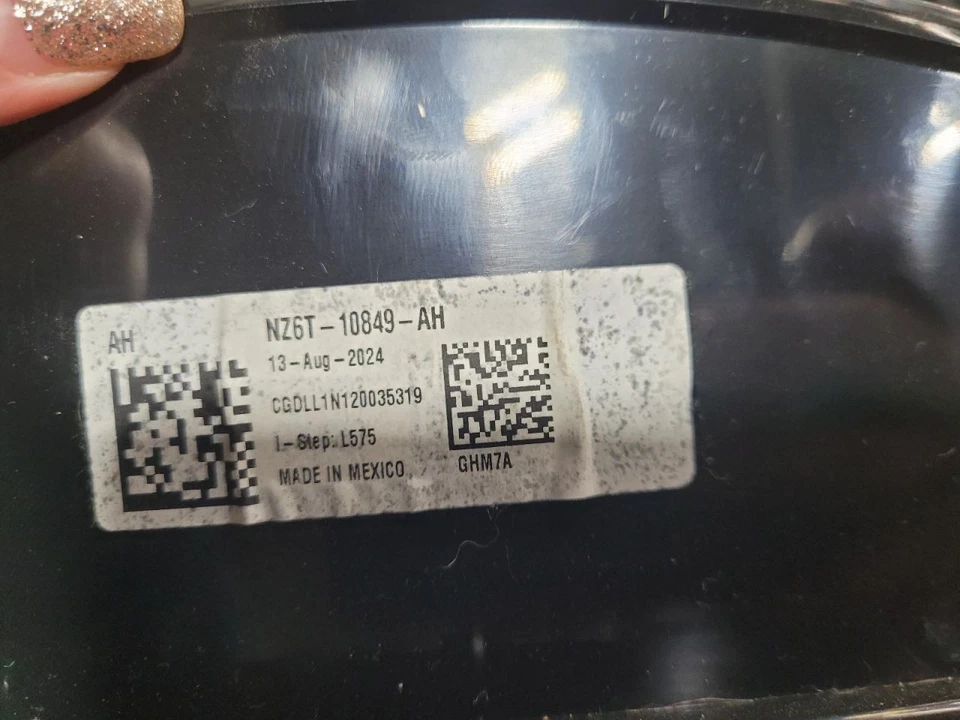 AH
NZ6T-10849-AH
13-Aug-2024
CGDLL1N120035319
I-Step: L575
MADE IN MEXICO
GHM7A